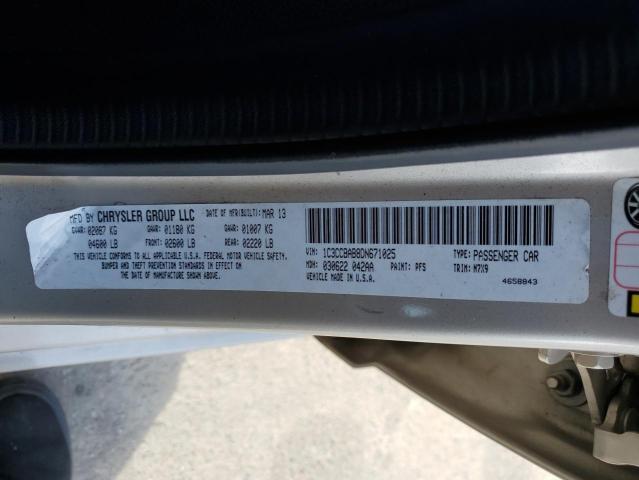 MFD BY CHRYSLER GROUP LLC DATE OF MFR(BUILT): MAR 13
GVWR: 02087 KG GAWR 01180 KG GAWR 01007 KG
04600 LB FRONT: 02600 LB REAR: 02220 LB
THIS VEHICLE CONFORMS TO ALL APPLICABLE U.S.A. FEDERAL MOTOR VEHICLE SAFETY,
BUMPER AND THEFT PREVENTION STANDARDS IN EFFECT ON
THE DATE OF MANUFACTURE SHOWN ABOVE.
VIN: 1C3CCBAB8DN671025 TYPE: PASSENGER CAR
MDH: 030622 042AA PAINT: PFS TRIM: M7X9
VEHICLE MADE IN U.S.A. 4658843